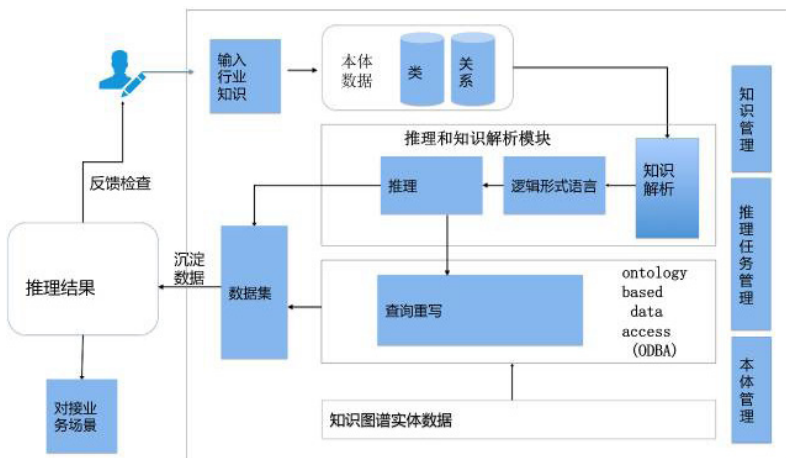 输入
行业
知识
本体
数据
类
关
系
知
识
管
理
推理和知识解析模块
推理
逻辑形式语言
知识
解析
反馈检查
推
理
任
务
管
理
推理结果
沉淀
数据
数据集
查询重写
ontology
based
data
access
(ODBA)
对接业
务场景
知识图谱实体数据
本
体
管
理